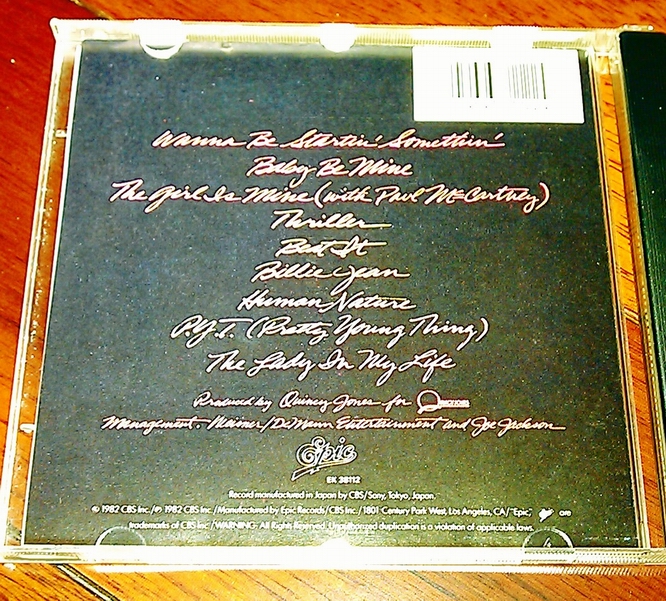 Wanna Be Startin' Somethin'
Baby Be Mine
The Girl Is Mine (with Paul McCartney)
Thriller
Beat It
Billie Jean
Human Nature
P.Y.T. (Pretty Young Thing)
The Lady In My Life
Produced by Quincy Jones for QUINCY JONES
Management: Weisner/DeMann Entertainment and Joe Jackson
Epic
EK 38112
Record manufactured in Japan by CBS/Sony, Tokyo, Japan.
© 1982 CBS Inc./℗ 1982 CBS Inc./Manufactured by Epic Records/CBS Inc./1801 Century Park West, Los Angeles, CA/"Epic," are
trademarks of CBS Inc./WARNING: All Rights Reserved. Unauthorized duplication is a violation of applicable laws.